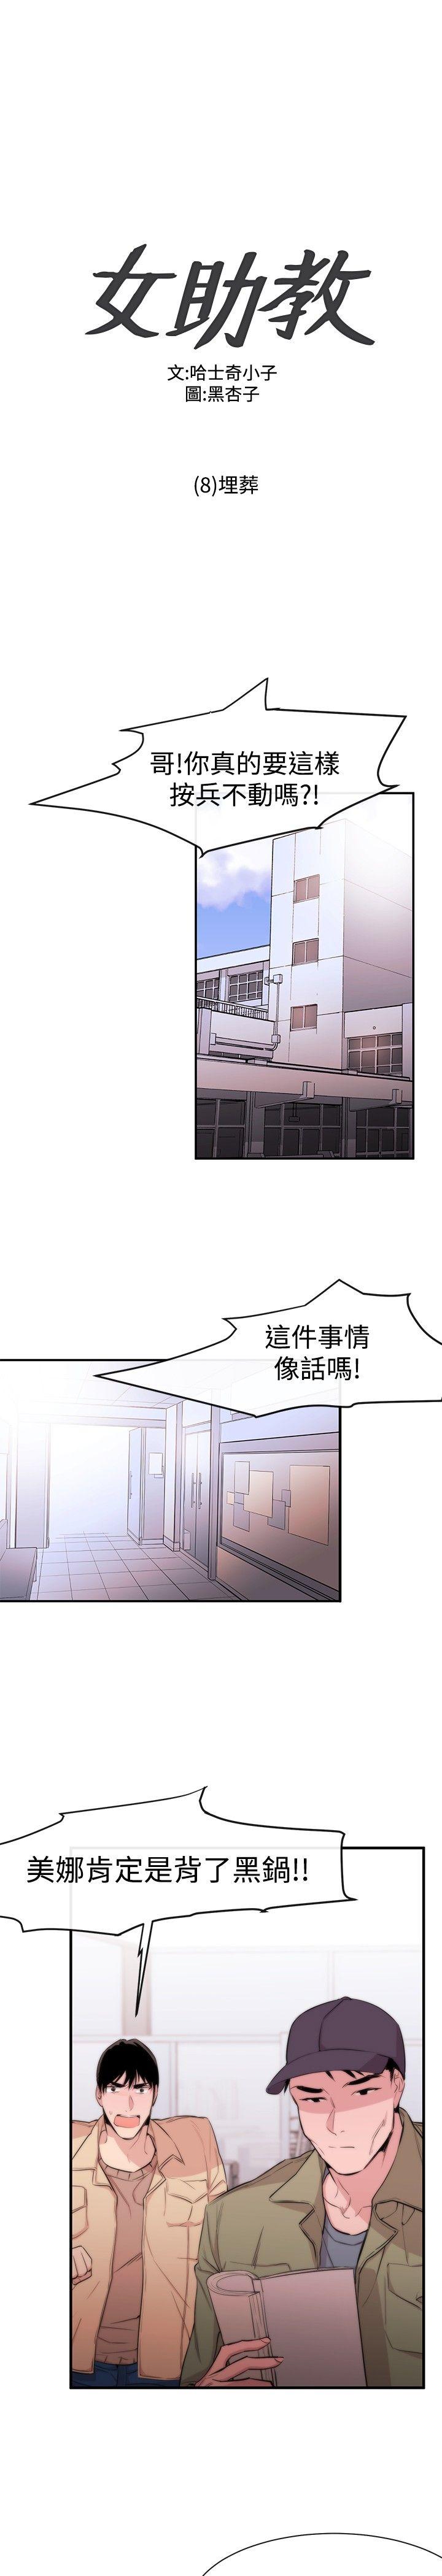 女助教
文:哈士奇小子
圖:黑杏子
(8)埋葬
哥!你真的要這樣
按兵不動嗎?!
這件事情
像話嗎!
美娜肯定是背了黑鍋!!